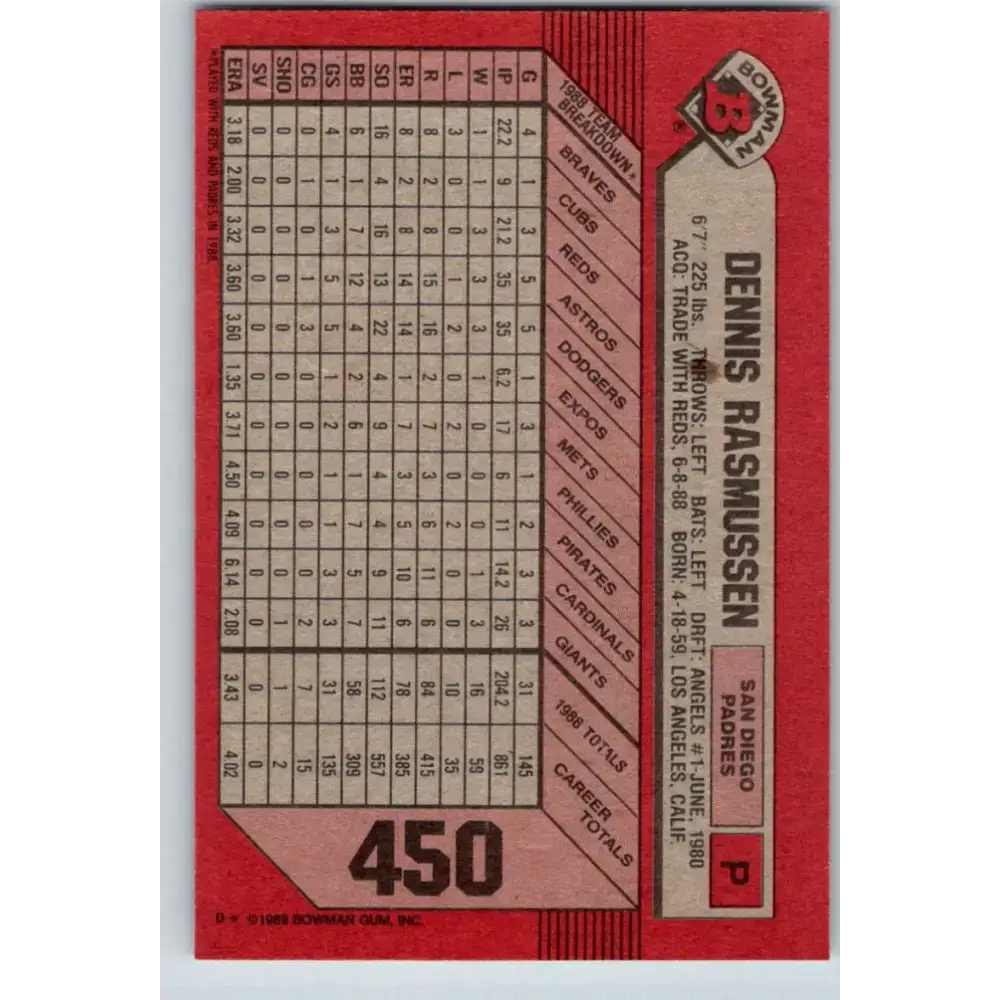 BOWMAN
B
DENNIS RASMUSSEN
SAN DIEGO
PADRES
P
6'7" 225 lbs. THROWS: LEFT BATS: LEFT DRFT: ANGELS #1-JUNE, 1980
ACQ: TRADE WITH REDS, 6-8-88 BORN: 4-18-59, LOS ANGELES, CALIF.
1988 TEAM
BREAKDOWN*
BRAVES
CUBS
REDS
ASTROS
DODGERS
EXPOS
METS
PHILLIES
PIRATES
CARDINALS
GIANTS
1988 TOTALS
CAREER
TOTALS
G 4 1 3 5 5 1 3 1 2 3 3 31 145
IP 22.2 9 21.2 35 35 6.2 17 6 11 14.2 26 204.2 861
W 1 1 3 3 3 1 0 0 0 1 3 16 59
L 3 0 0 1 2 0 2 0 2 0 0 10 35
R 8 2 8 15 16 2 7 3 6 11 6 84 415
ER 8 2 8 14 14 1 7 3 5 10 6 78 385
SO 16 4 16 13 22 4 9 4 4 9 11 112 557
BB 6 1 7 12 4 2 6 1 7 5 7 58 309
GS 4 1 3 5 5 1 2 1 1 3 3 31 135
CG 0 1 0 1 3 0 0 0 0 0 2 7 15
SHO 0 0 0 0 0 0 0 0 0 0 1 1 2
SV 0 0 0 0 0 0 0 0 0 0 0 0 0
ERA 3.18 2.00 3.32 3.60 3.60 1.35 3.71 4.50 4.09 6.14 2.08 3.43 4.02
*PLAYED WITH REDS AND PADRES IN 1988.
450
D* ©1989 BOWMAN GUM, INC.